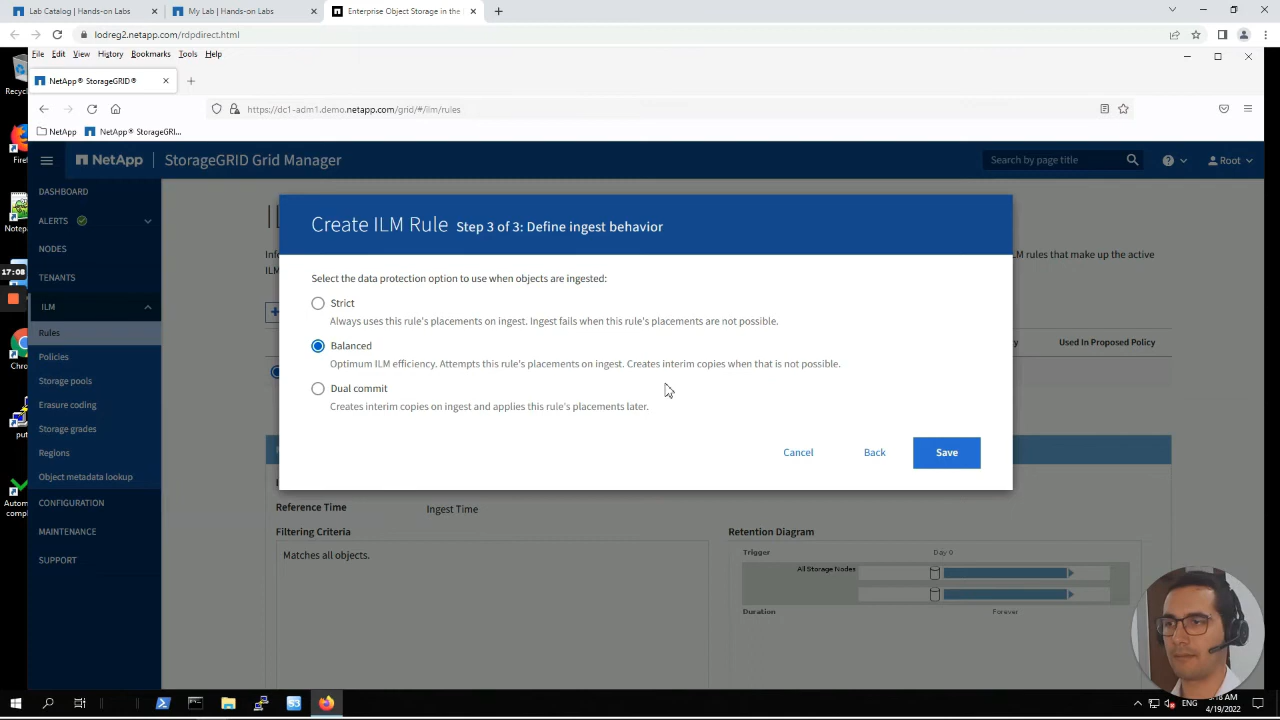 Lab Catalog | Hands-on Labs
My Lab | Hands-on Labs
Enterprise Object Storage in the
lodreg2.netapp.com/rdpdirect.html
File Edit View History Bookmarks Tools Help
Recyc
NetApp® StorageGRID®
https://dc1-adm1.demo.netapp.com/grid/#/ilm/rules
NetApp
NetApp® StorageGRI...
Firef
NetApp | StorageGRID Grid Manager
Search by page title
Root
DASHBOARD
ALERTS
Notep
NODES
17:08
TENANTS
ILM
Rules
Policies
Storage pools
Erasure coding
Storage grades
put
Regions
Object metadata lookup
Autom
compl
CONFIGURATION
MAINTENANCE
SUPPORT
LM rules that make up the active
Used In Proposed Policy
Create ILM Rule Step 3 of 3: Define ingest behavior
Select the data protection option to use when objects are ingested:
Strict
Always uses this rule's placements on ingest. Ingest fails when this rule's placements are not possible.
Balanced
Optimum ILM efficiency. Attempts this rule's placements on ingest. Creates interim copies when that is not possible.
Dual commit
Creates interim copies on ingest and applies this rule's placements later.
Cancel
Back
Save
Reference Time
Ingest Time
Filtering Criteria
Matches all objects.
Retention Diagram
Trigger
Day 0
All Storage Nodes
Duration
Forever
ENG
4/19/2022